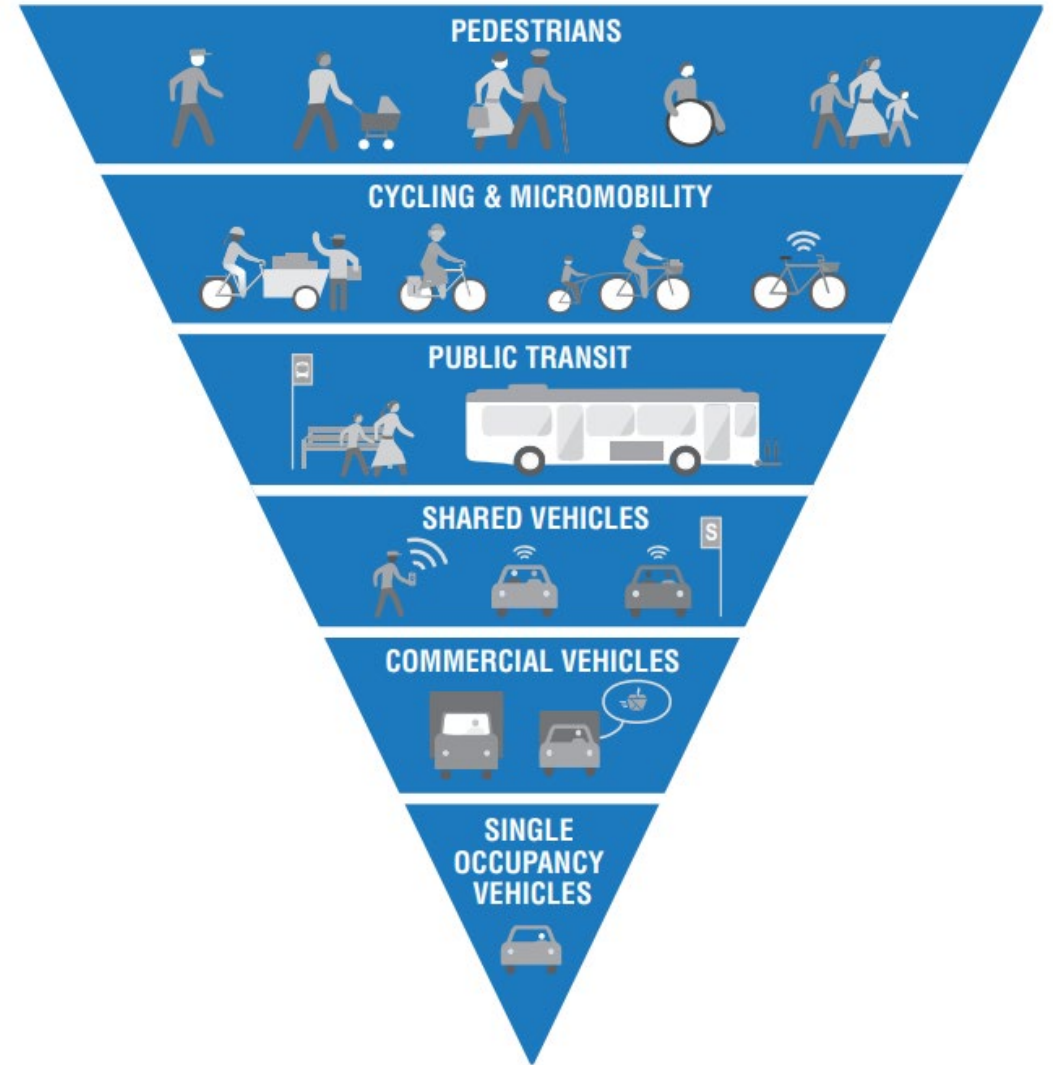 PEDESTRIANS
CYCLING & MICROMOBILITY
PUBLIC TRANSIT
SHARED VEHICLES
S
COMMERCIAL VEHICLES
SINGLE
OCCUPANCY
VEHICLES